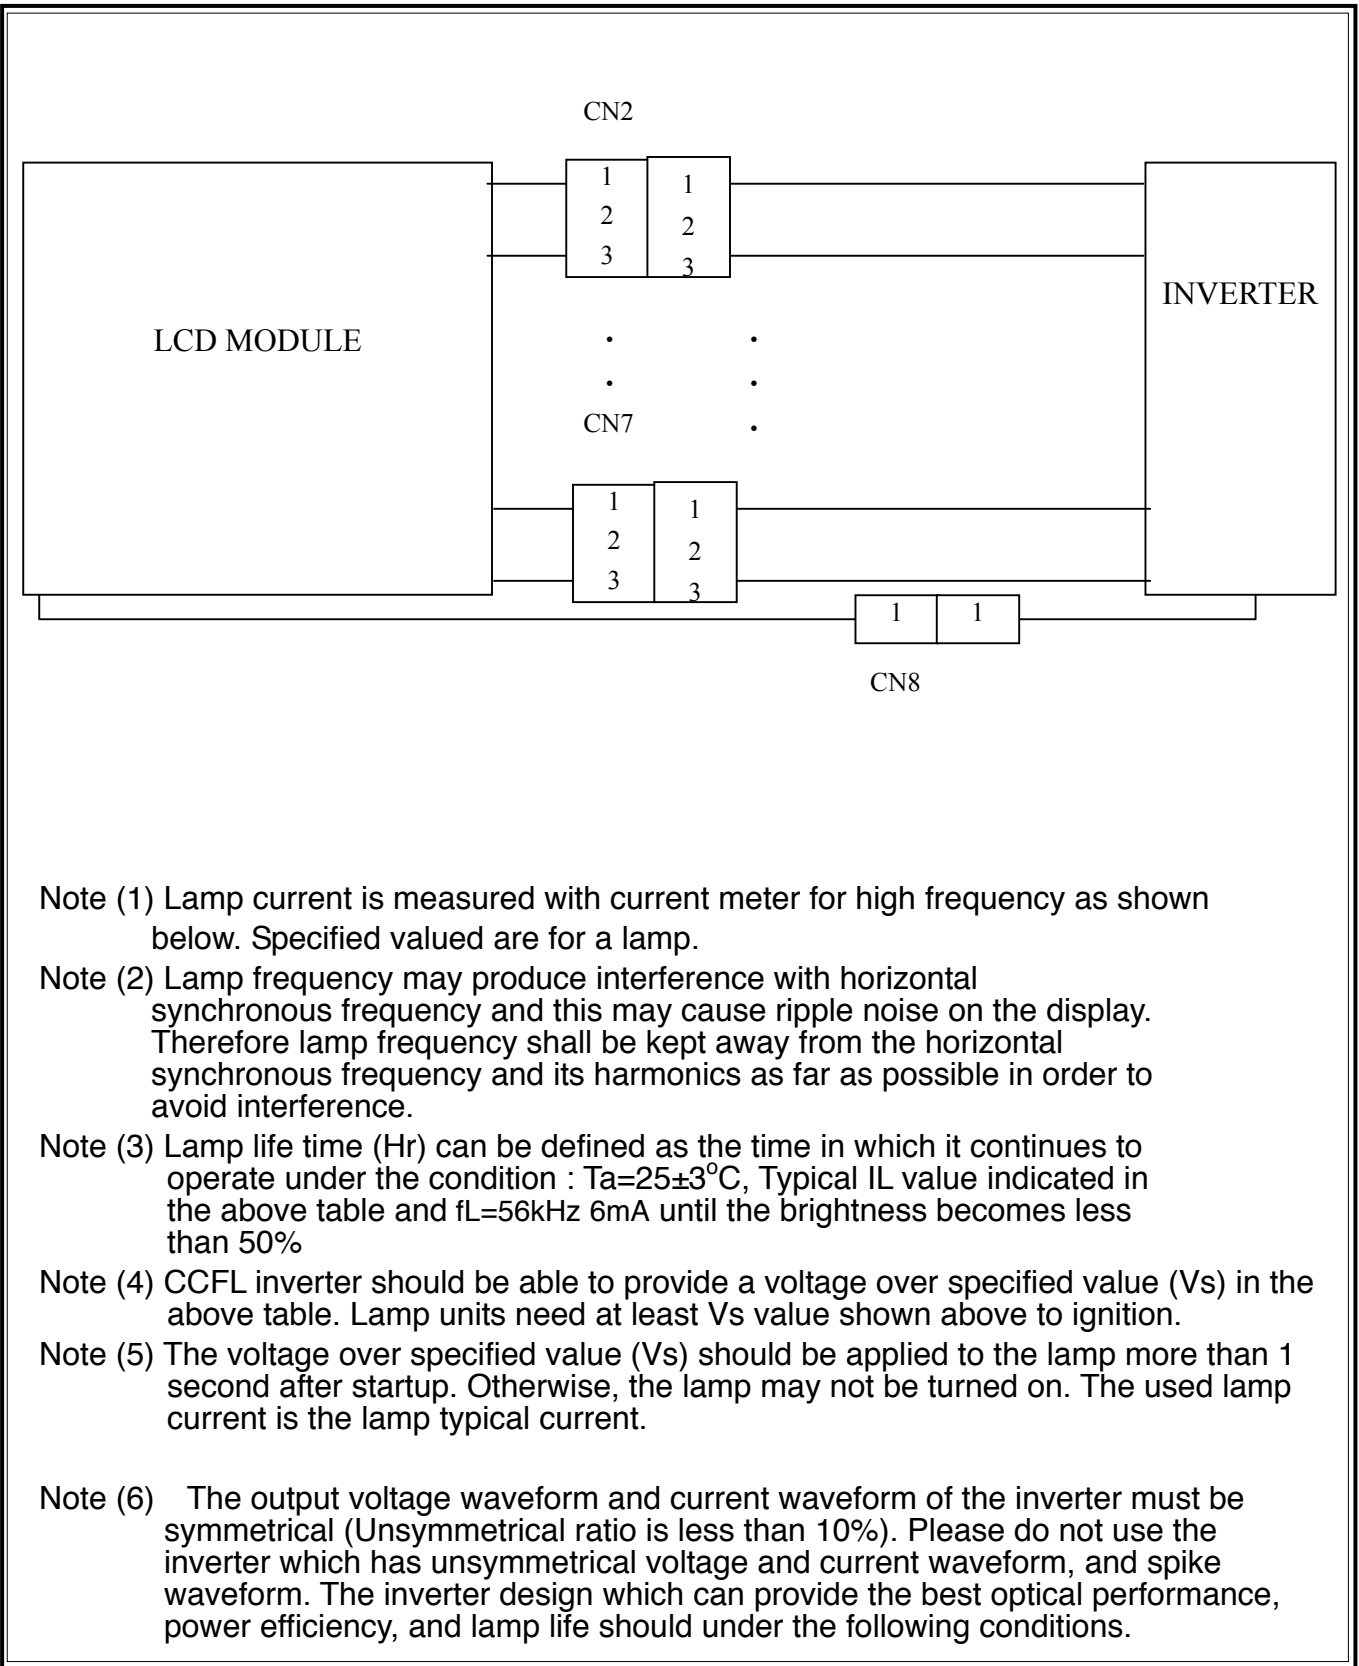 CN2
1 1
2 2
3 3
INVERTER
LCD MODULE
. .
. .
CN7 .
1 1
2 2
3 3
1 1
CN8
Note (1) Lamp current is measured with current meter for high frequency as shown
below. Specified valued are for a lamp.
Note (2) Lamp frequency may produce interference with horizontal
synchronous frequency and this may cause ripple noise on the display.
Therefore lamp frequency shall be kept away from the horizontal
synchronous frequency and its harmonics as far as possible in order to
avoid interference.
Note (3) Lamp life time (Hr) can be defined as the time in which it continues to
operate under the condition : Ta=25±3°C, Typical IL value indicated in
the above table and fL=56kHz 6mA until the brightness becomes less
than 50%
Note (4) CCFL inverter should be able to provide a voltage over specified value (Vs) in the
above table. Lamp units need at least Vs value shown above to ignition.
Note (5) The voltage over specified value (Vs) should be applied to the lamp more than 1
second after startup. Otherwise, the lamp may not be turned on. The used lamp
current is the lamp typical current.
Note (6) The output voltage waveform and current waveform of the inverter must be
symmetrical (Unsymmetrical ratio is less than 10%). Please do not use the
inverter which has unsymmetrical voltage and current waveform, and spike
waveform. The inverter design which can provide the best optical performance,
power efficiency, and lamp life should under the following conditions.